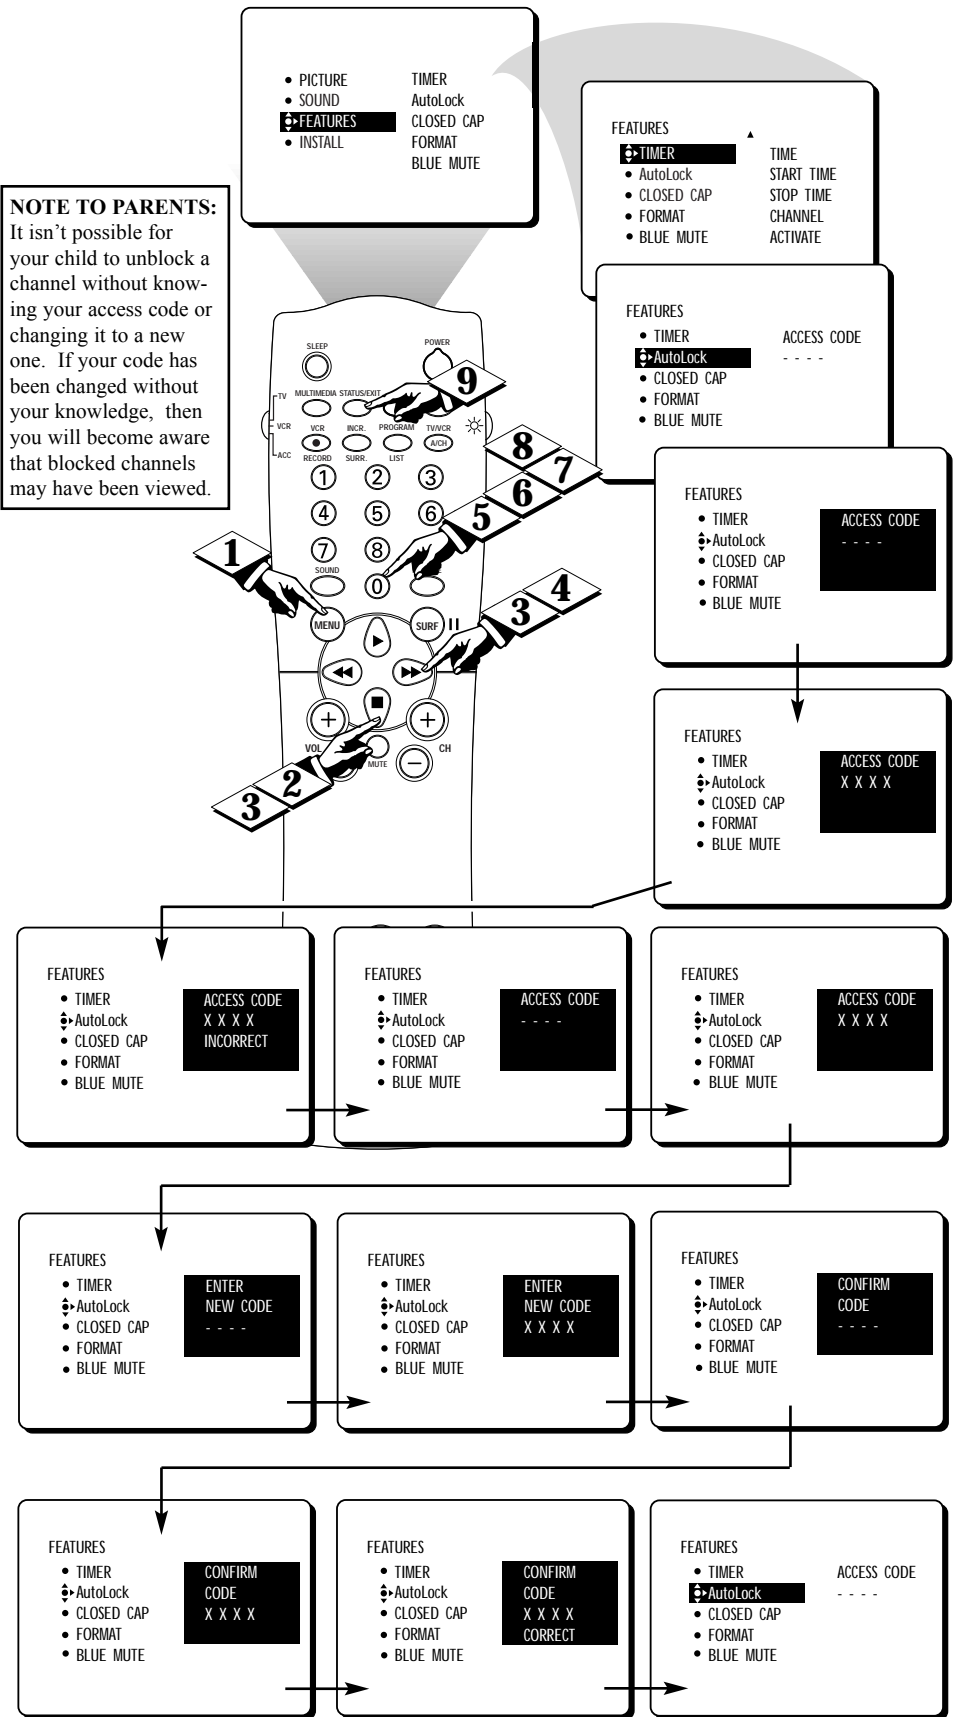 • PICTURE TIMER
• SOUND AutoLock
FEATURES CLOSED CAP
• INSTALL FORMAT
BLUE MUTE
FEATURES
TIMER TIME
• AutoLock START TIME
• CLOSED CAP STOP TIME
• FORMAT CHANNEL
• BLUE MUTE ACTIVATE
NOTE TO PARENTS:
It isn't possible for
your child to unblock a
channel without know-
ing your access code or
changing it to a new
one. If your code has
been changed without
your knowledge, then
you will become aware
that blocked channels
may have been viewed.
FEATURES
• TIMER ACCESS CODE
AutoLock - - - -
• CLOSED CAP
• FORMAT
• BLUE MUTE
SLEEP POWER
TV MULTIMEDIA STATUS/EXIT
9
VCR VCR INCR. PROGRAM TV/VCR
A/CH
ACC RECORD SURR. LIST
1 2 3
4 5 6
7 8
SOUND 0
MENU SURF
VOL MUTE CH
8 7
5 6
1
3 4
3 2
FEATURES
• TIMER ACCESS CODE
AutoLock - - - -
• CLOSED CAP
• FORMAT
• BLUE MUTE
FEATURES
• TIMER ACCESS CODE
AutoLock X X X X
• CLOSED CAP
• FORMAT
• BLUE MUTE
FEATURES
• TIMER ACCESS CODE
AutoLock X X X X
• CLOSED CAP INCORRECT
• FORMAT
• BLUE MUTE
FEATURES
• TIMER ACCESS CODE
AutoLock - - - -
• CLOSED CAP
• FORMAT
• BLUE MUTE
FEATURES
• TIMER ACCESS CODE
AutoLock X X X X
• CLOSED CAP
• FORMAT
• BLUE MUTE
FEATURES
• TIMER ENTER
AutoLock NEW CODE
• CLOSED CAP - - - -
• FORMAT
• BLUE MUTE
FEATURES
• TIMER ENTER
AutoLock NEW CODE
• CLOSED CAP X X X X
• FORMAT
• BLUE MUTE
FEATURES
• TIMER CONFIRM
AutoLock CODE
• CLOSED CAP - - - -
• FORMAT
• BLUE MUTE
FEATURES
• TIMER CONFIRM
AutoLock CODE
• CLOSED CAP X X X X
• FORMAT
• BLUE MUTE
FEATURES
• TIMER CONFIRM
AutoLock CODE
• CLOSED CAP X X X X
• FORMAT CORRECT
• BLUE MUTE
FEATURES
• TIMER ACCESS CODE
AutoLock - - - -
• CLOSED CAP
• FORMAT
• BLUE MUTE